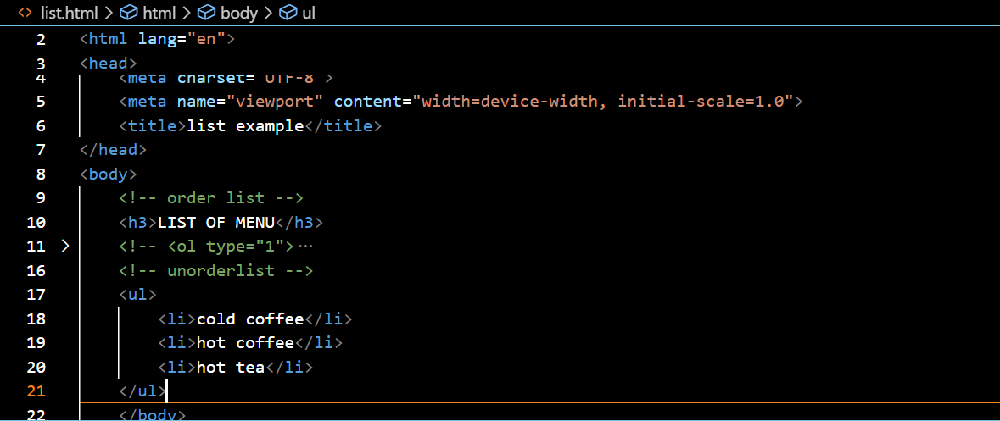 <> list.html > html > body > ul
2 <html lang="en">
3 <head>
4 <meta charset="UTF-8">
5 <meta name="viewport" content="width=device-width, initial-scale=1.0">
6 <title>list example</title>
7 </head>
8 <body>
9 <!-- order list -->
10 <h3>LIST OF MENU</h3>
11 > <!-- <ol type="1">···
16 <!-- unorderlist -->
17 <ul>
18 <li>cold coffee</li>
19 <li>hot coffee</li>
20 <li>hot tea</li>
21 </ul>
22 </body>